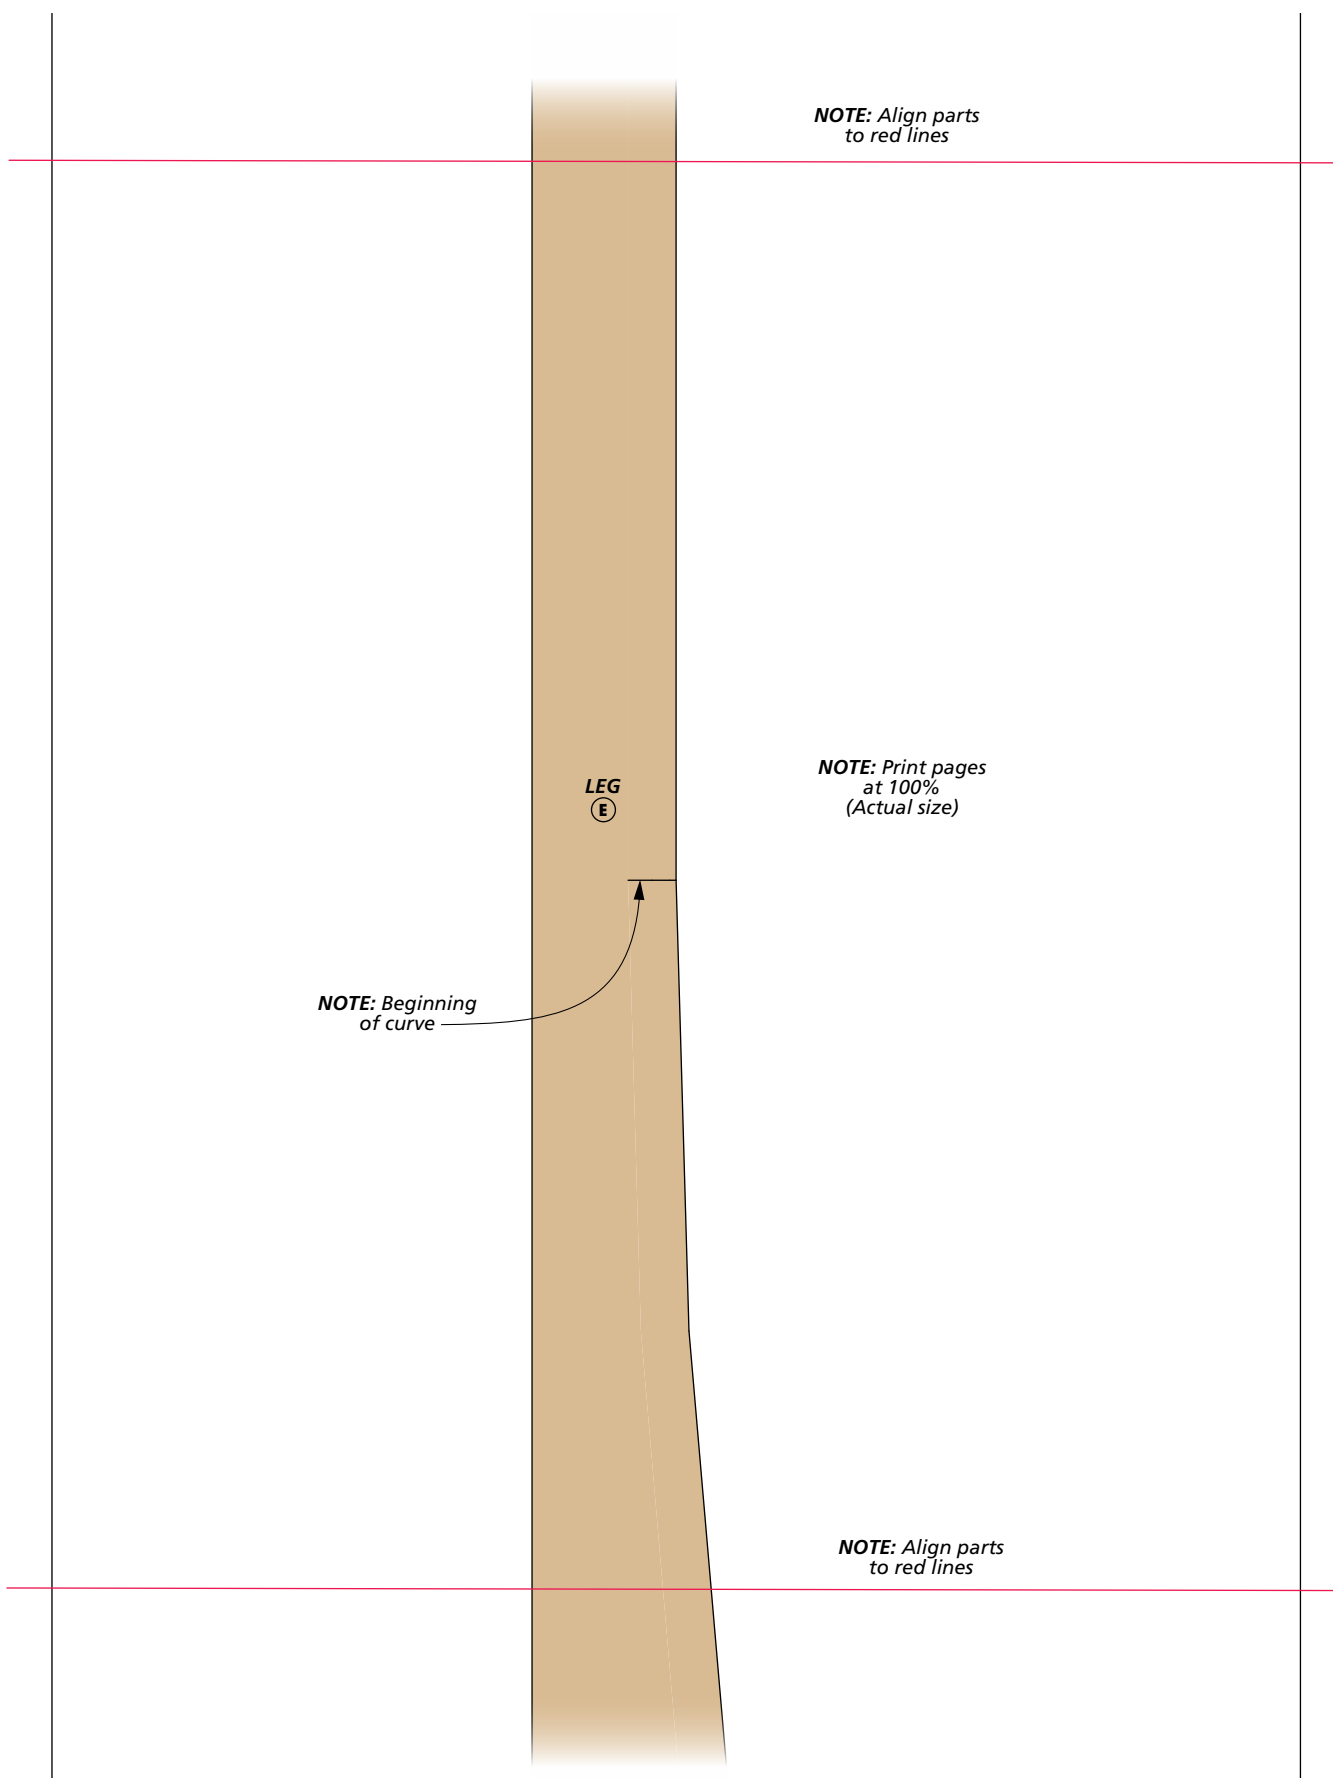 NOTE: Align parts
to red lines
NOTE: Print pages
at 100%
(Actual size)
LEG
E
NOTE: Beginning
of curve
NOTE: Align parts
to red lines